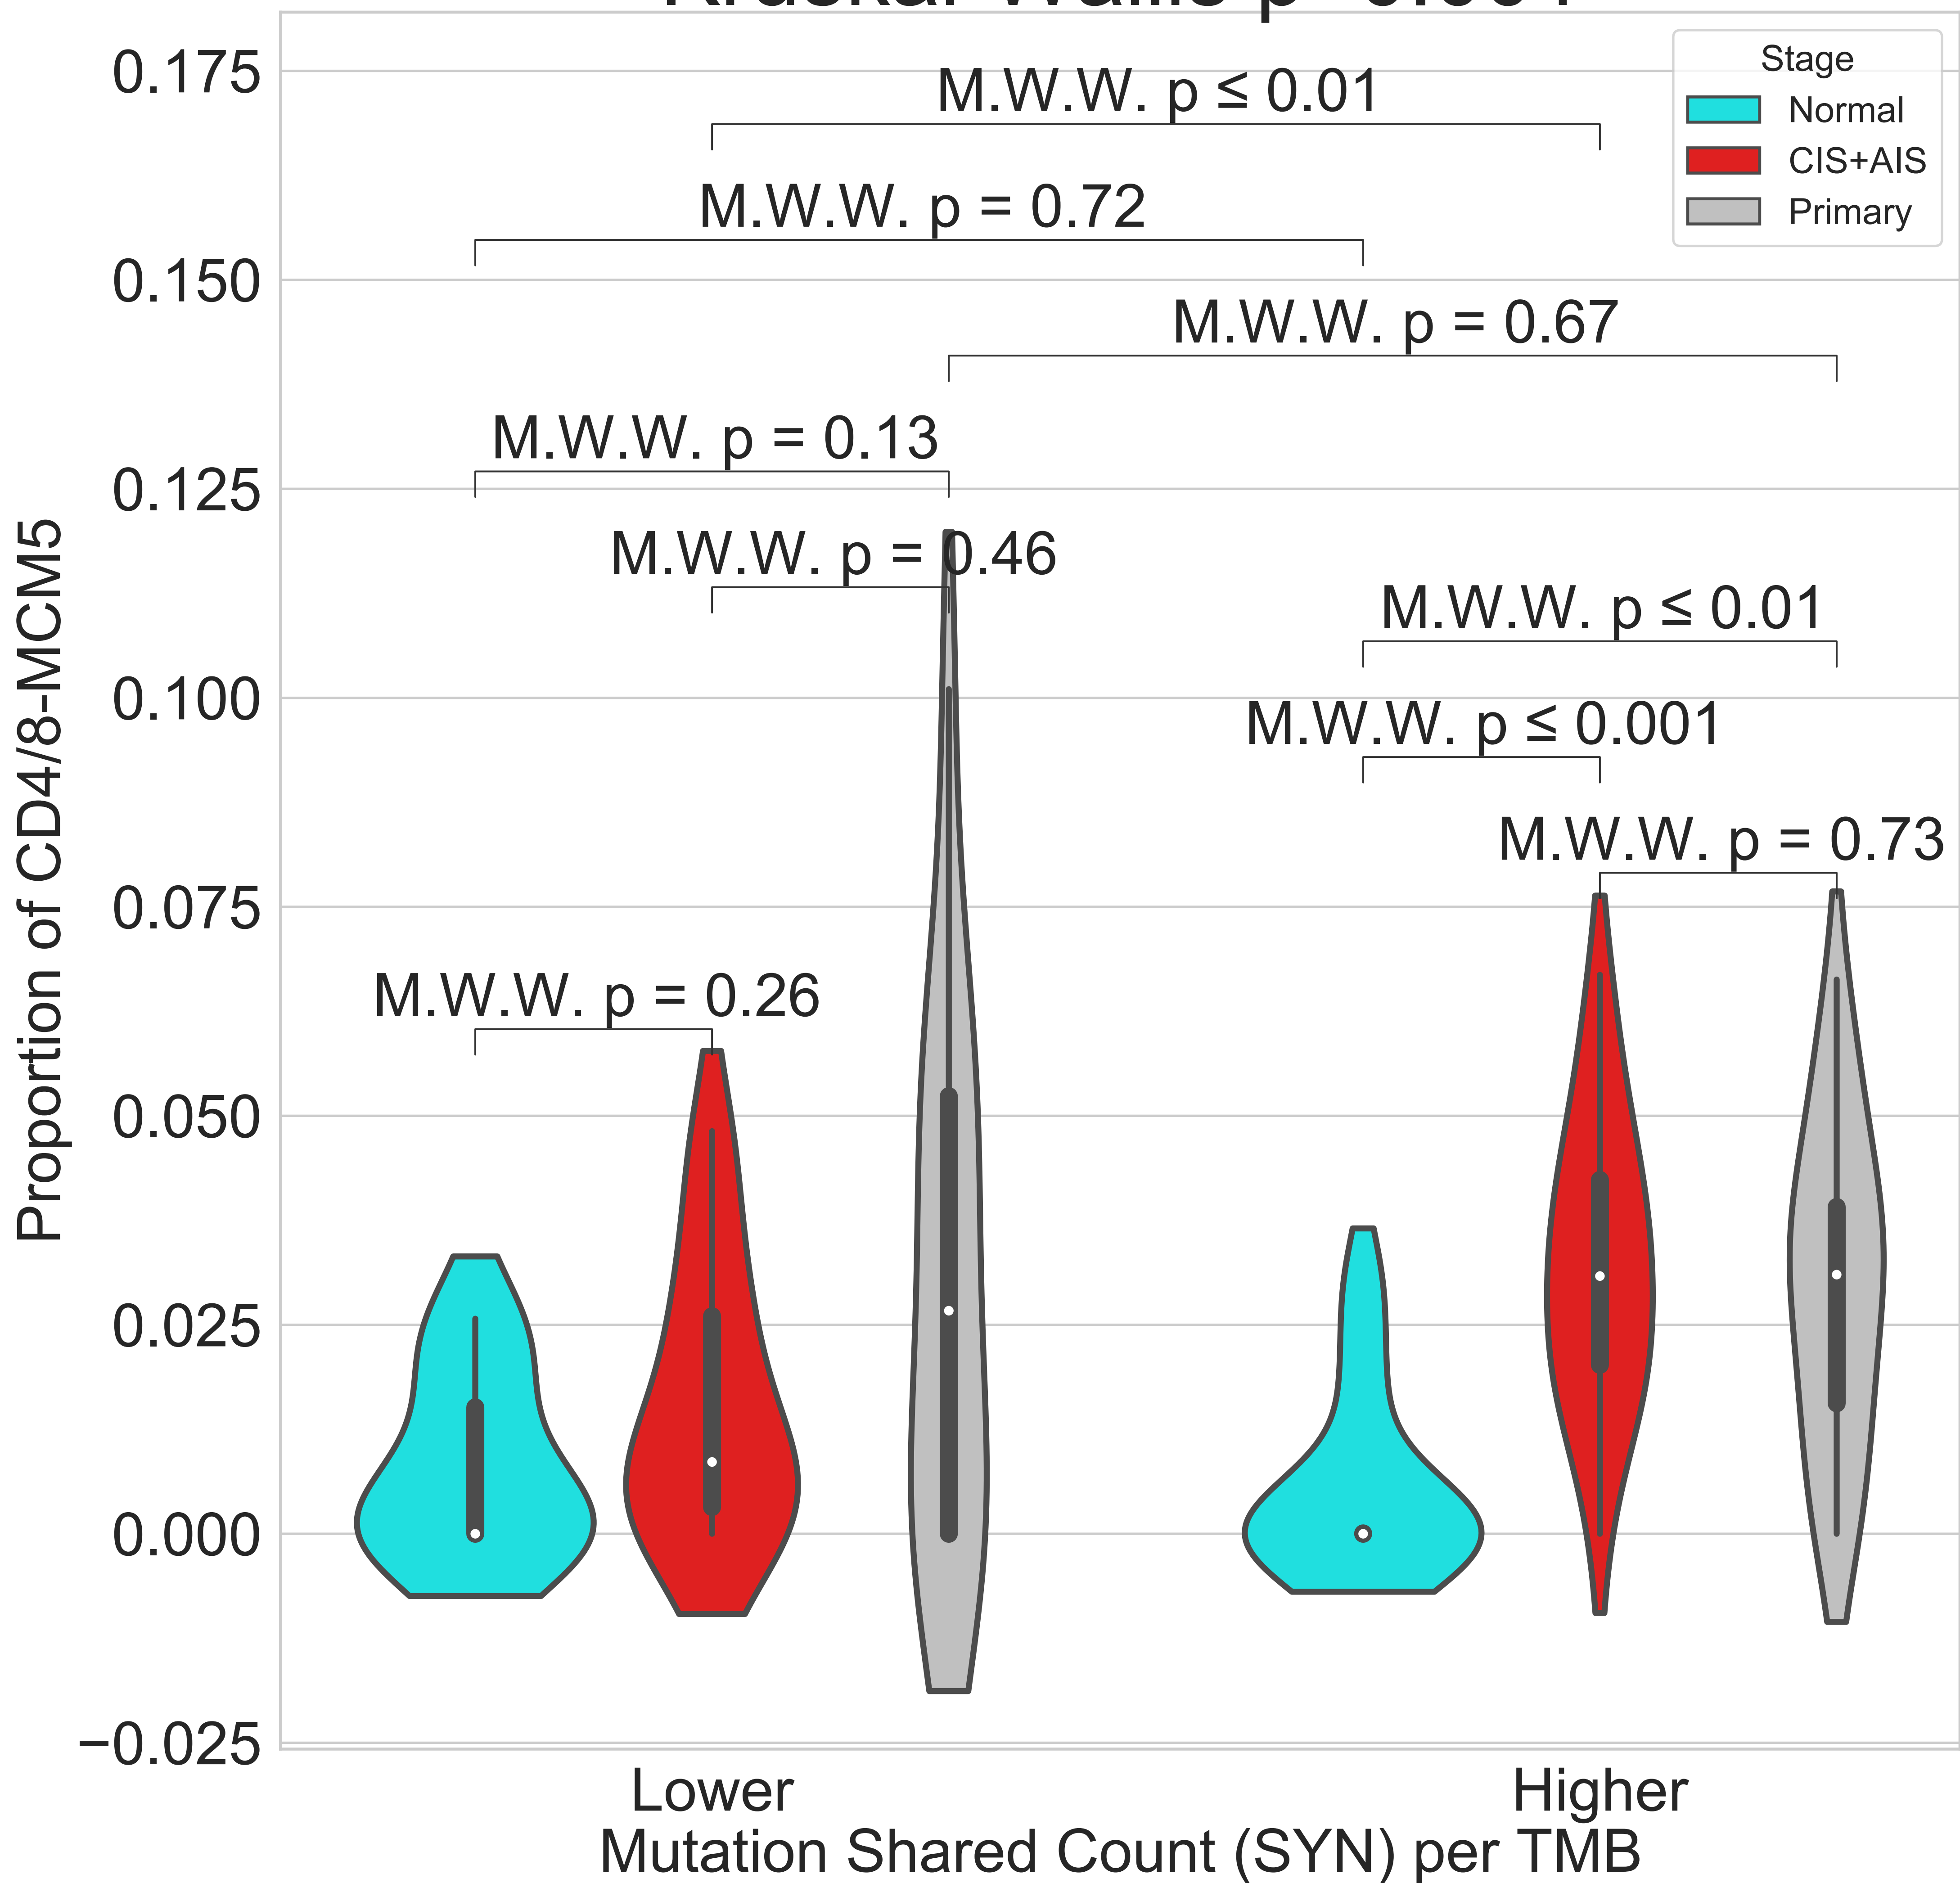 0.175
0.150
0.125
0.100
0.075
0.050
0.025
0.000
−0.025
Proportion of CD4/8-MCM5
M.W.W. p ≤ 0.01
M.W.W. p = 0.72
M.W.W. p = 0.67
M.W.W. p = 0.13
M.W.W. p = 0.46
M.W.W. p ≤ 0.01
M.W.W. p ≤ 0.001
M.W.W. p = 0.73
M.W.W. p = 0.26
Stage
Normal
CIS+AIS
Primary
Lower
Higher
Mutation Shared Count (SYN) per TMB